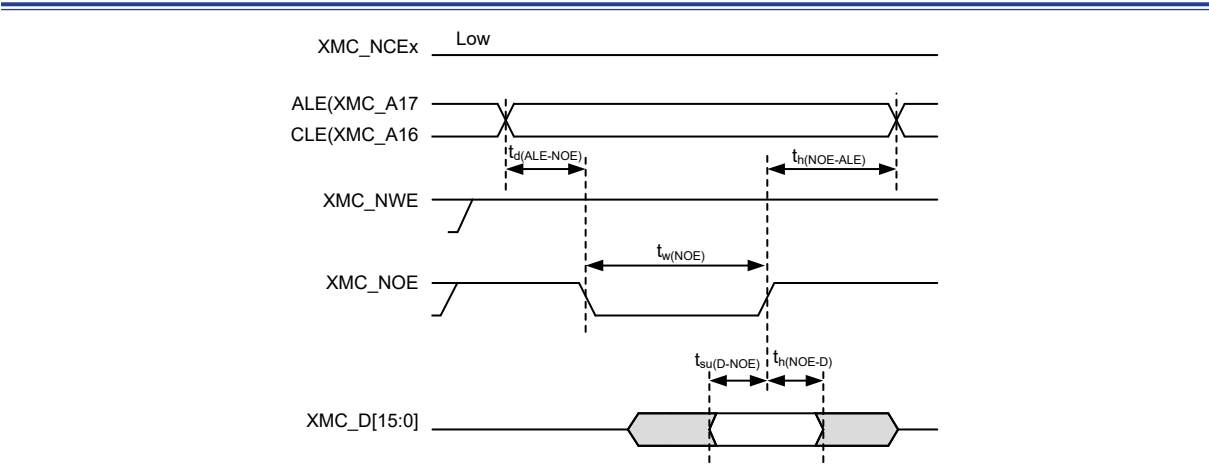 XMC_NCEx Low
ALE(XMC_A17
CLE(XMC_A16
td(ALE-NOE) th(NOE-ALE)
XMC_NWE
tw(NOE)
XMC_NOE
tsu(D-NOE) th(NOE-D)
XMC_D[15:0]